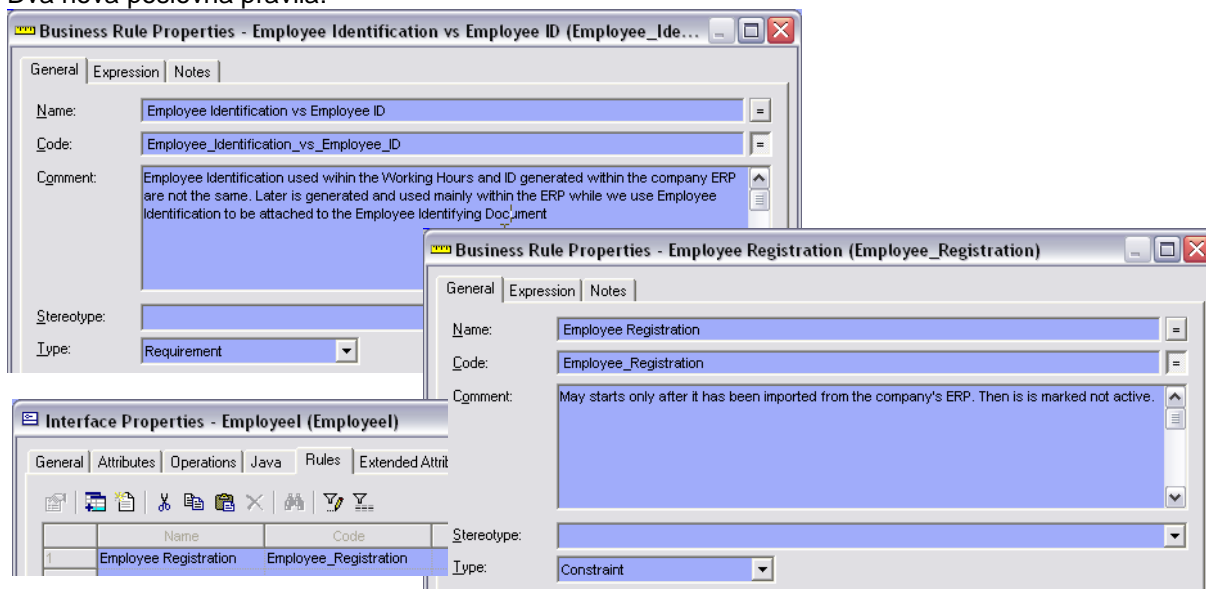 Dva nova poslovna pravila.
Business Rule Properties - Employee Identification vs Employee ID (Employee_Ide...
General Expression Notes
Name: Employee Identification vs Employee ID =
Code: Employee_Identification_vs_Employee_ID =
Comment: Employee Identification used wihin the Working Hours and ID generated within the company ERP
are not the same. Later is generated and used mainly within the ERP while we use Employee
Identification to be attached to the Employee Identifying Document
Stereotype:
Type: Requirement
Business Rule Properties - Employee Registration (Employee_Registration)
General Expression Notes
Name: Employee Registration =
Code: Employee_Registration =
Comment: May starts only after it has been imported from the company's ERP. Then is is marked not active.
Stereotype:
Type: Constraint
Interface Properties - EmployeeI (EmployeeI)
General Attributes Operations Java Rules Extended Attrib
Name Code
1 Employee Registration Employee_Registration